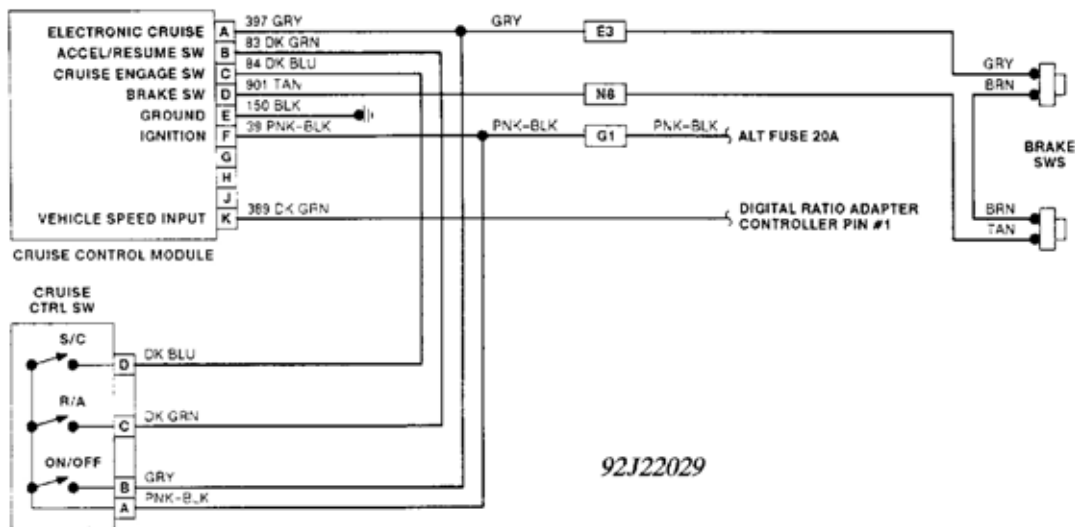 ELECTRONIC CRUISE A 397 GRY GRY E3
ACCEL/RESUME SW B 83 DK GRN
CRUISE ENGAGE SW C 84 DK BLU GRY
BRAKE SW D 901 TAN N6 BRN
GROUND E 150 BLK
IGNITION F 39 PNK-BLK PNK-BLK G1 PNK-BLK ALT FUSE 20A
G
BRAKE
SWS
H
J
VEHICLE SPEED INPUT K 389 DK GRN DIGITAL RATIO ADAPTER
CONTROLLER PIN #1
BRN
TAN
CRUISE CONTROL MODULE
CRUISE
CTRL SW
S/C
D DK BLU
R/A
C DK GRN
ON/OFF
B GRY
A PNK-BLK
92J22029